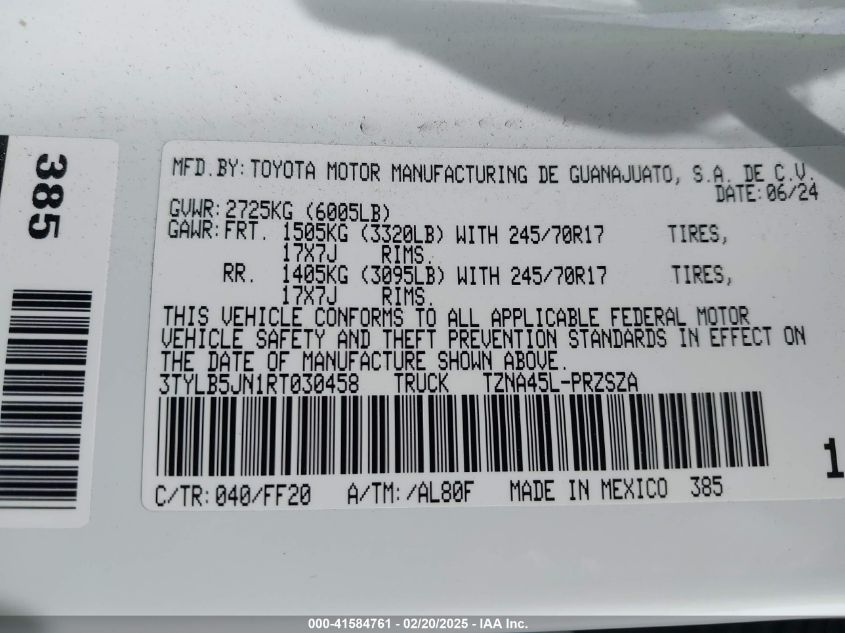 385
MFD.BY:TOYOTA MOTOR MANUFACTURING DE GUANAJUATO, S.A. DE C.V.
DATE:06/24
GVWR:2725KG (6005LB)
GAWR:FRT. 1505KG (3320LB) WITH 245/70R17 TIRES,
17X7J RIMS.
RR. 1405KG (3095LB) WITH 245/70R17 TIRES,
17X7J RIMS.
THIS VEHICLE CONFORMS TO ALL APPLICABLE FEDERAL MOTOR
VEHICLE SAFETY AND THEFT PREVENTION STANDARDS IN EFFECT ON
THE DATE OF MANUFACTURE SHOWN ABOVE.
3TYLB5JN1RT030458 TRUCK TZNA45L-PRZSZA
1
C/TR:040/FF20 A/TM:/AL80F MADE IN MEXICO 385
000-41584761 - 02/20/2025 - IAA Inc.